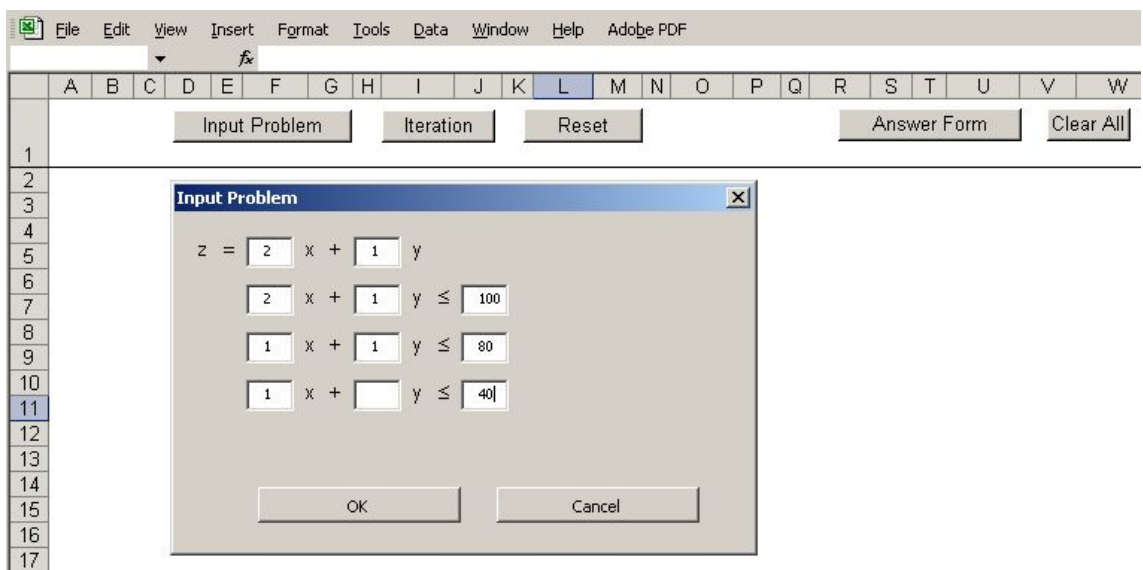 File Edit View Insert Format Tools Data Window Help Adobe PDF
fx
A B C D E F G H I J K L M N O P Q R S T U V W
Input Problem Iteration Reset Answer Form Clear All
1
2
3
4
5
6
7
8
9
10
11
12
13
14
15
16
17
Input Problem
z = 2 x + 1 y
2 x + 1 y ≤ 100
1 x + 1 y ≤ 80
1 x + y ≤ 40
OK Cancel